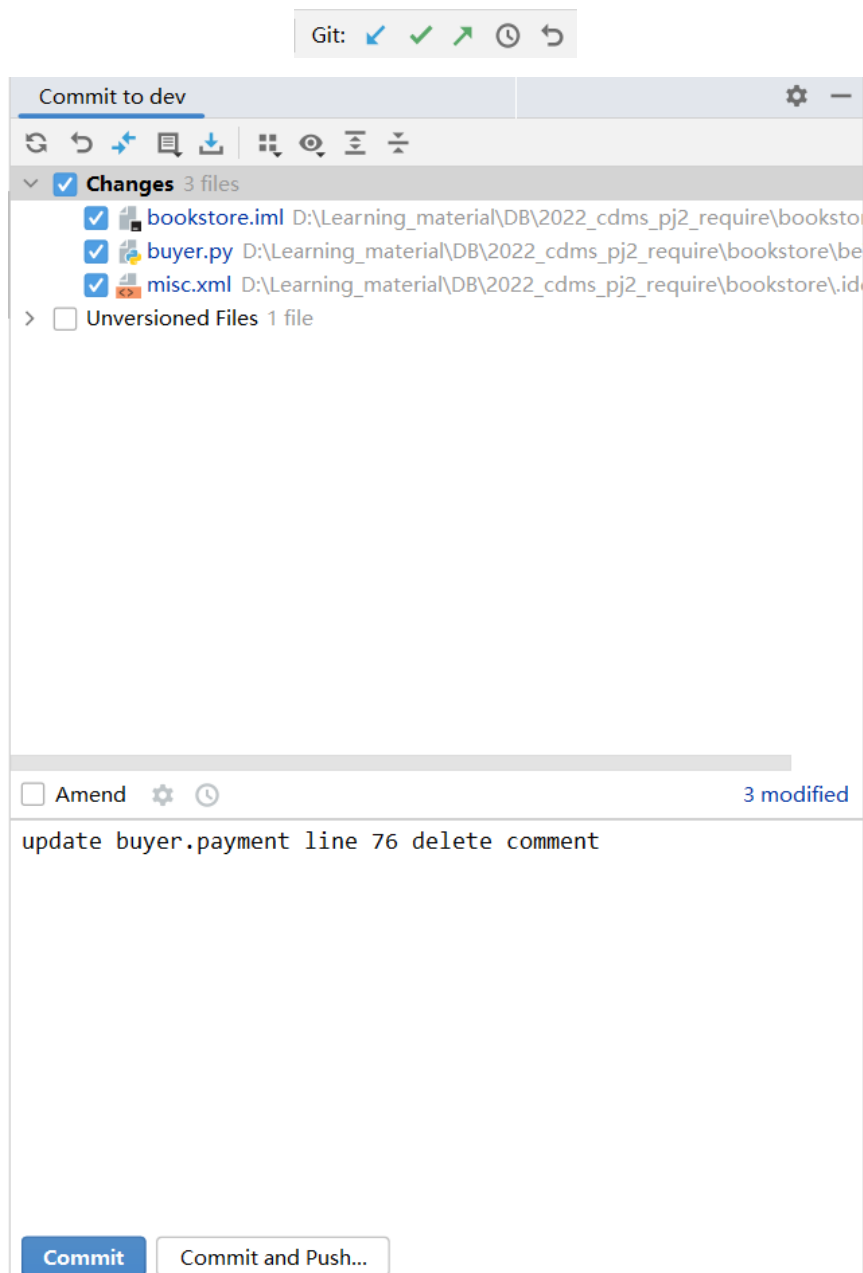 Git:
Commit to dev
Changes 3 files
bookstore.iml D:\Learning_material\DB\2022_cdms_pj2_require\booksto
buyer.py D:\Learning_material\DB\2022_cdms_pj2_require\bookstore\be
misc.xml D:\Learning_material\DB\2022_cdms_pj2_require\bookstore\.id
Unversioned Files 1 file
Amend 3 modified
update buyer.payment line 76 delete comment
Commit Commit and Push...